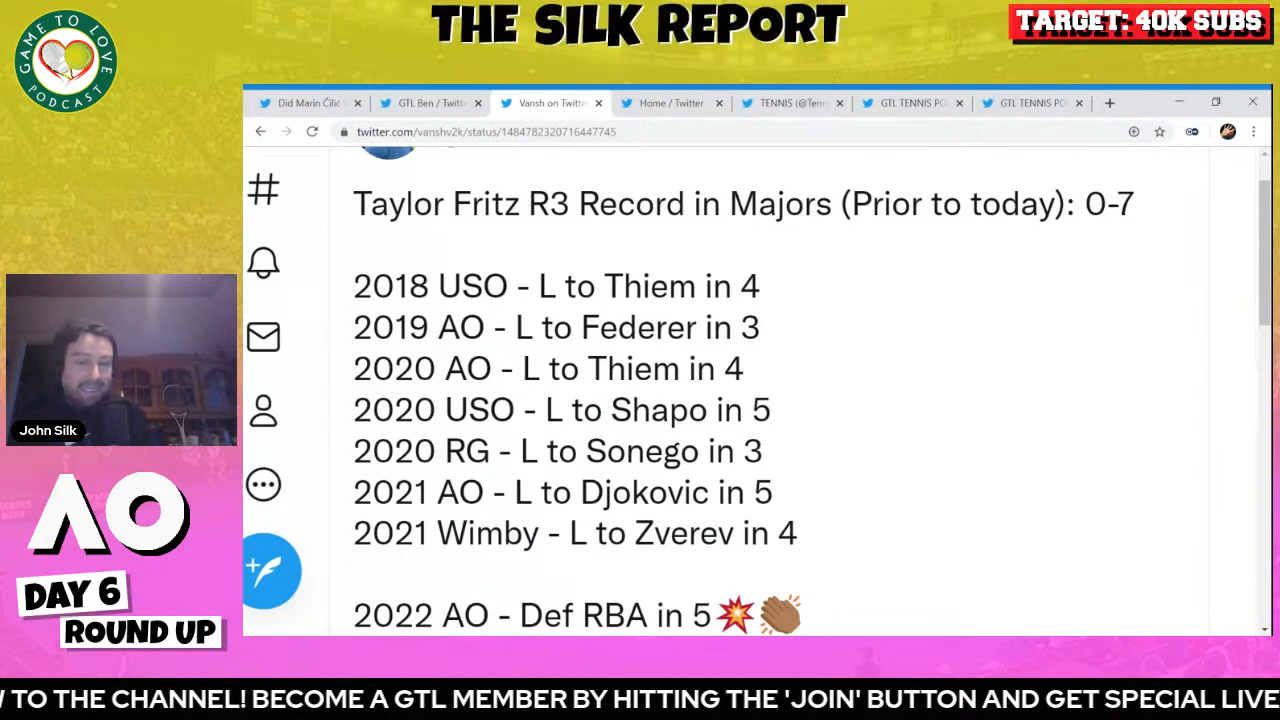 GAME TO LOVE
PODCAST
THE SILK REPORT
TARGET: 40K SUBS
Did Marin Čilić
GTL Ben / Twitt
Vansh on Twitte
Home / Twitter
TENNIS (@Tenn
GTL TENNIS PO
GTL TENNIS PO
twitter.com/vanshv2k/status/1484782320716447745
Taylor Fritz R3 Record in Majors (Prior to today): 0-7
2018 USO - L to Thiem in 4
2019 AO - L to Federer in 3
2020 AO - L to Thiem in 4
2020 USO - L to Shapo in 5
2020 RG - L to Sonego in 3
2021 AO - L to Djokovic in 5
2021 Wimby - L to Zverev in 4
2022 AO - Def RBA in 5💥👏🏾
John Silk
AO
DAY 6
ROUND UP
TO THE CHANNEL! BECOME A GTL MEMBER BY HITTING THE 'JOIN' BUTTON AND GET SPECIAL LIVE